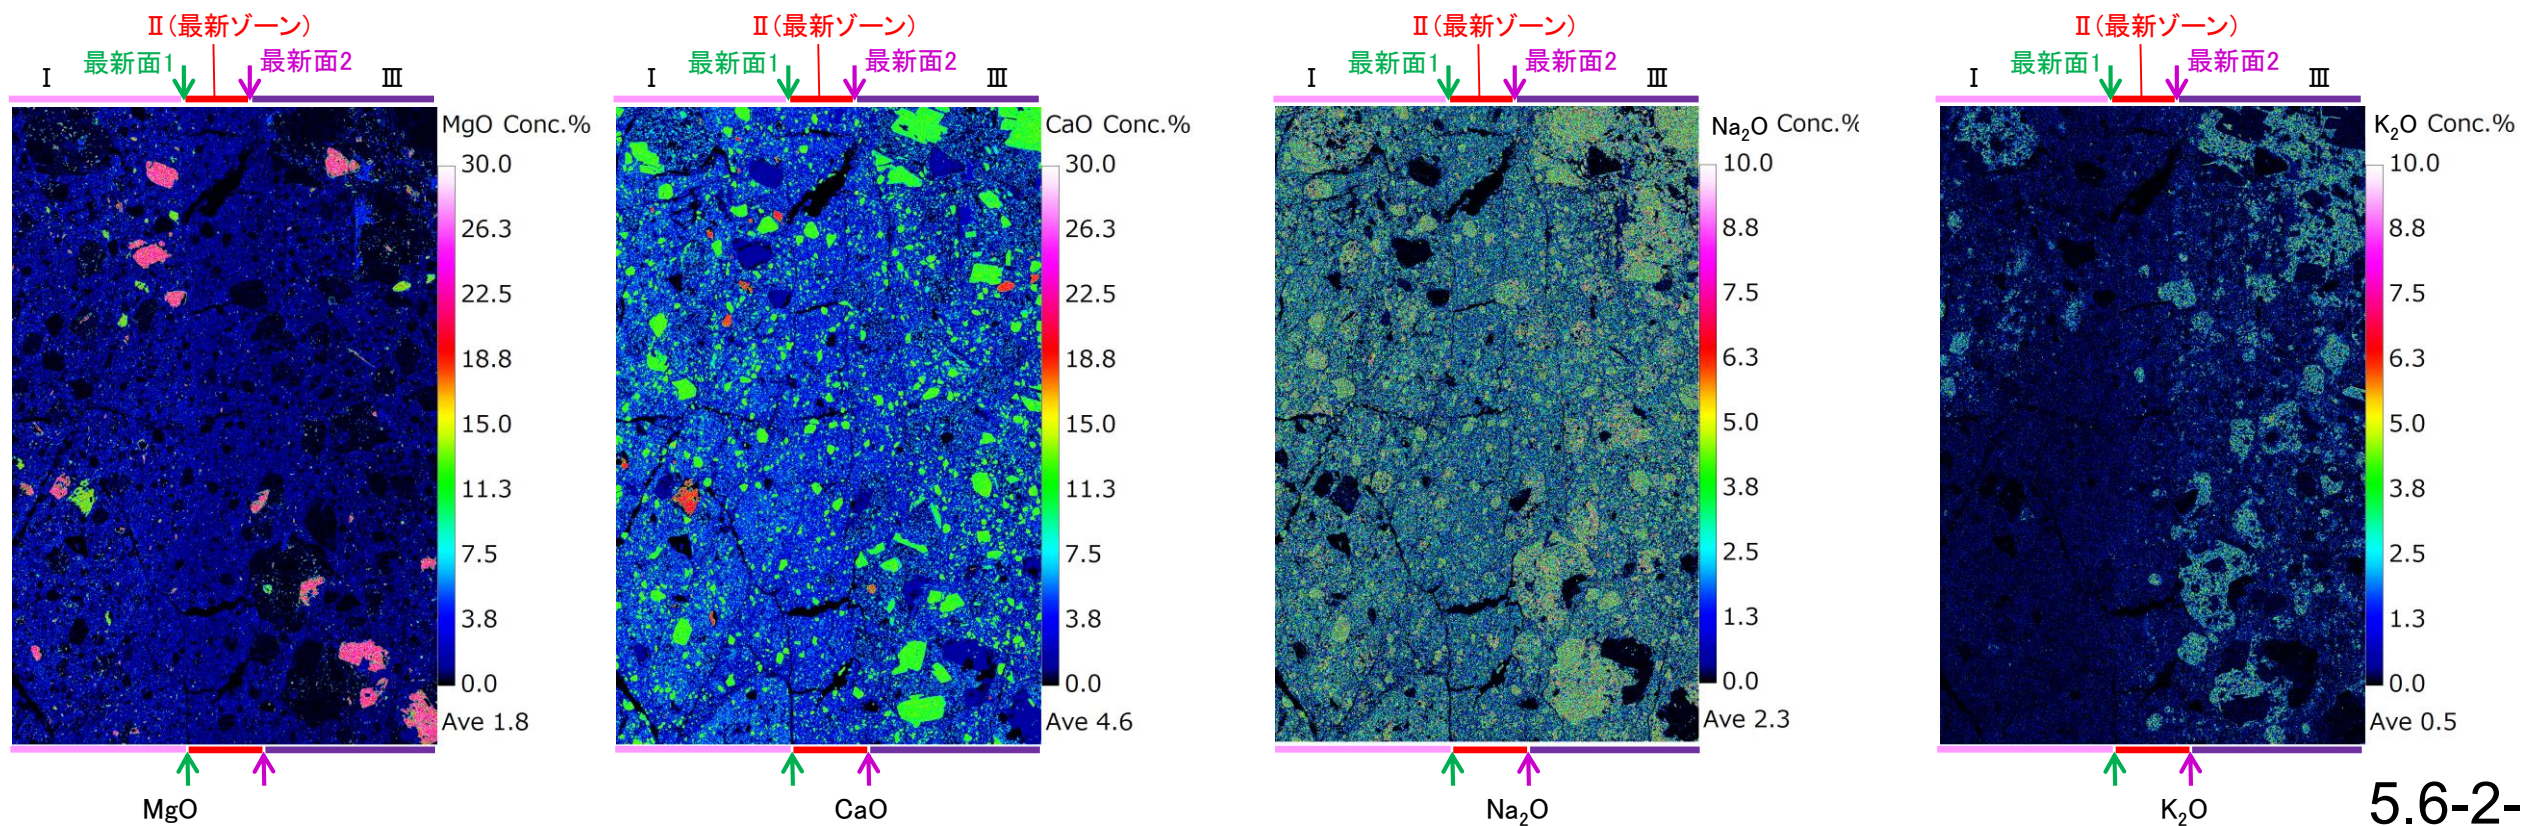 Ⅱ(最新ゾーン)
最新面1
最新面2
Ⅰ
Ⅲ
MgO Conc.%
30.0
26.3
22.5
18.8
15.0
11.3
7.5
3.8
0.0
Ave 1.8
MgO
Ⅱ(最新ゾーン)
最新面1
最新面2
Ⅰ
Ⅲ
CaO Conc.%
30.0
26.3
22.5
18.8
15.0
11.3
7.5
3.8
0.0
Ave 4.6
CaO
Ⅱ(最新ゾーン)
最新面1
最新面2
Ⅰ
Ⅲ
Na₂O Conc.%
10.0
8.8
7.5
6.3
5.0
3.8
2.5
1.3
0.0
Ave 2.3
Na₂O
Ⅱ(最新ゾーン)
最新面1
最新面2
Ⅰ
Ⅲ
K₂O Conc.%
10.0
8.8
7.5
6.3
5.0
3.8
2.5
1.3
0.0
Ave 0.5
K₂O
5.6-2-